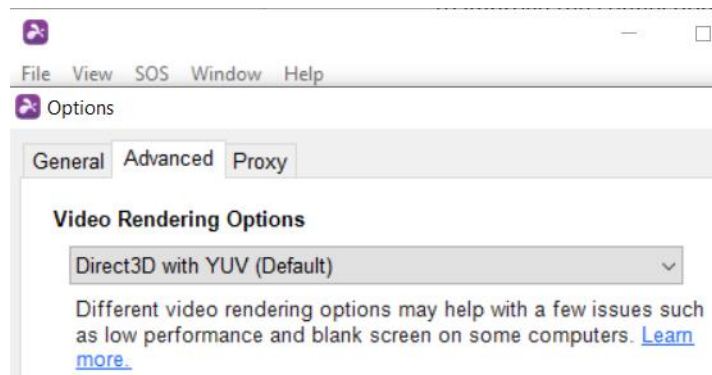 File View SOS Window Help
Options
General Advanced Proxy
Video Rendering Options
Direct3D with YUV (Default)
Different video rendering options may help with a few issues such
as low performance and blank screen on some computers. Learn
more.